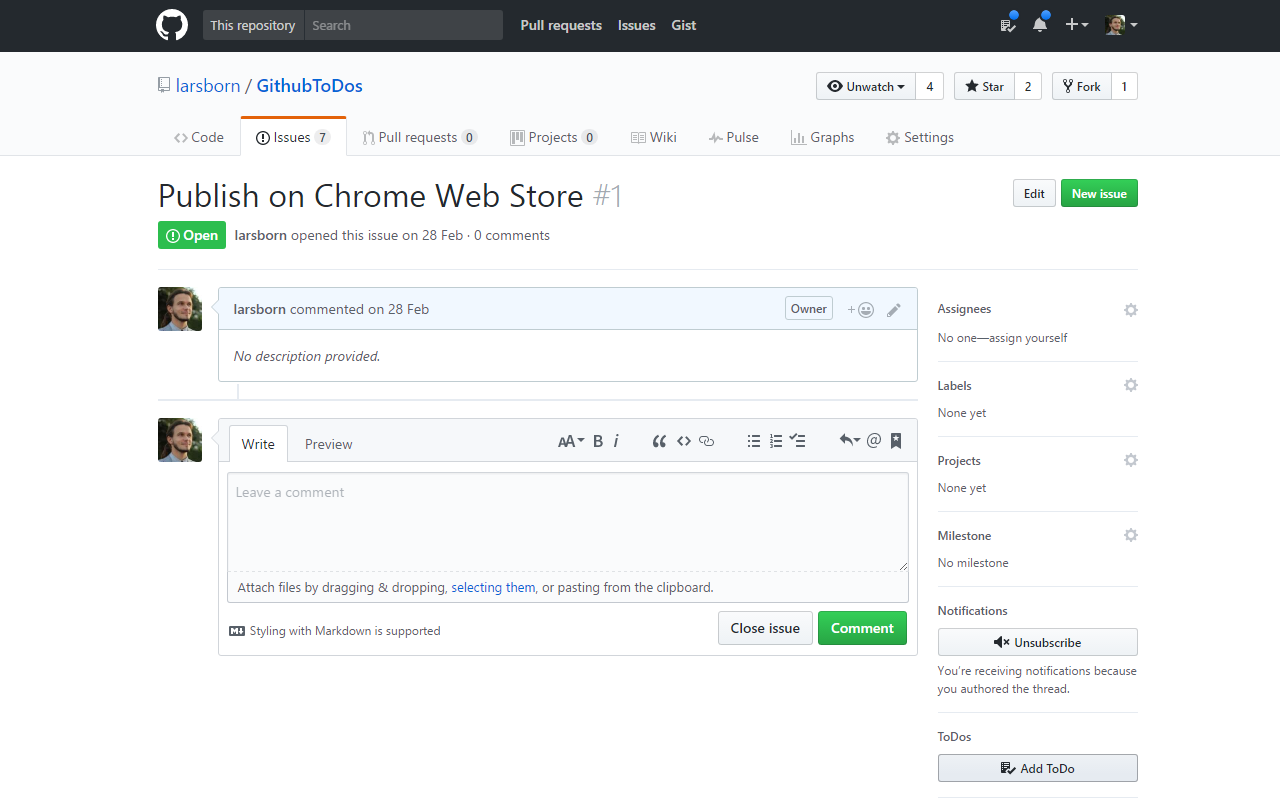 This repository Search Pull requests Issues Gist
larsborn / GithubToDos Unwatch 4 Star 2 Fork 1
Code Issues 7 Pull requests 0 Projects 0 Wiki Pulse Graphs Settings
Publish on Chrome Web Store #1 Edit New issue
Open larsborn opened this issue on 28 Feb · 0 comments
larsborn commented on 28 Feb Owner
No description provided.
Write Preview AA B i
Leave a comment
Attach files by dragging & dropping, selecting them, or pasting from the clipboard.
Styling with Markdown is supported Close issue Comment
Assignees
No one—assign yourself
Labels
None yet
Projects
None yet
Milestone
No milestone
Notifications
Unsubscribe
You're receiving notifications because
you authored the thread.
ToDos
Add ToDo